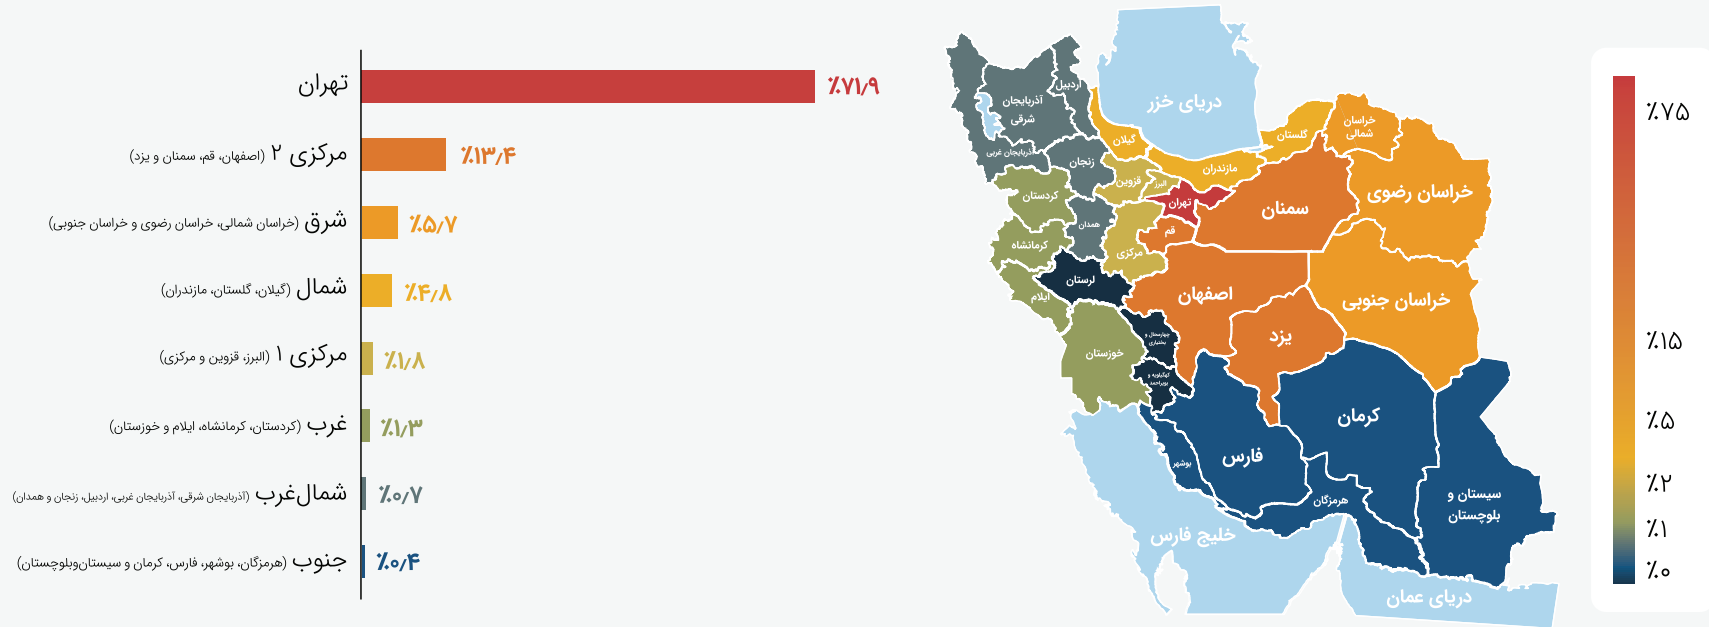 تهران ٪۷۱٫۹
مرکزی ۲ (اصفهان، قم، سمنان و یزد) ٪۱۳٫۴
شرق (خراسان شمالی، خراسان رضوی و خراسان جنوبی) ٪۵٫۷
شمال (گیلان، گلستان، مازندران) ٪۴٫۸
مرکزی ۱ (البرز، قزوین و مرکزی) ٪۱٫۸
غرب (کردستان، کرمانشاه، ایلام و خوزستان) ٪۱٫۳
شمال‌غرب (آذربایجان شرقی، آذربایجان غربی، اردبیل، زنجان و همدان) ٪۰٫۷
جنوب (هرمزگان، بوشهر، فارس، کرمان و سیستان‌وبلوچستان) ٪۰٫۴
دریای خزر
اردبیل
آذربایجان
شرقی
آذربایجان غربی
گیلان
زنجان
گلستان
خراسان
شمالی
مازندران
خراسان رضوی
قزوین
البرز
تهران
کردستان
سمنان
همدان
قم
کرمانشاه
مرکزی
لرستان
اصفهان
خراسان جنوبی
ایلام
یزد
چهارمحال و
بختیاری
خوزستان
کهگیلویه و
بویراحمد
کرمان
فارس
بوشهر
هرمزگان
سیستان و
بلوچستان
خلیج فارس
دریای عمان
٪۷۵
٪۱۵
٪۵
٪۲
٪۱
٪۰